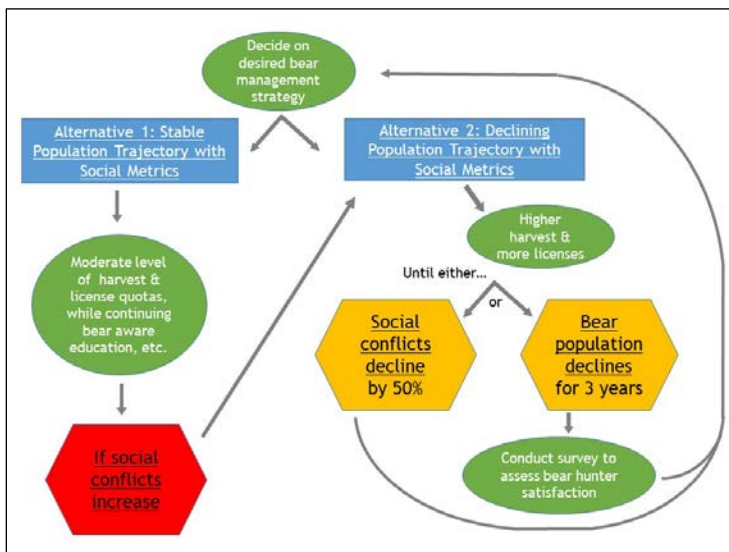 Decide on
desired bear
management
strategy
Alternative 1: Stable
Population Trajectory with
Social Metrics
Alternative 2: Declining
Population Trajectory with
Social Metrics
Moderate level
of harvest &
license quotas,
while continuing
bear aware
education, etc.
Higher
harvest &
more licenses
Until either...
or
Social
conflicts
decline
by 50%
Bear
population
declines
for 3 years
If social
conflicts
increase
Conduct survey to
assess bear hunter
satisfaction